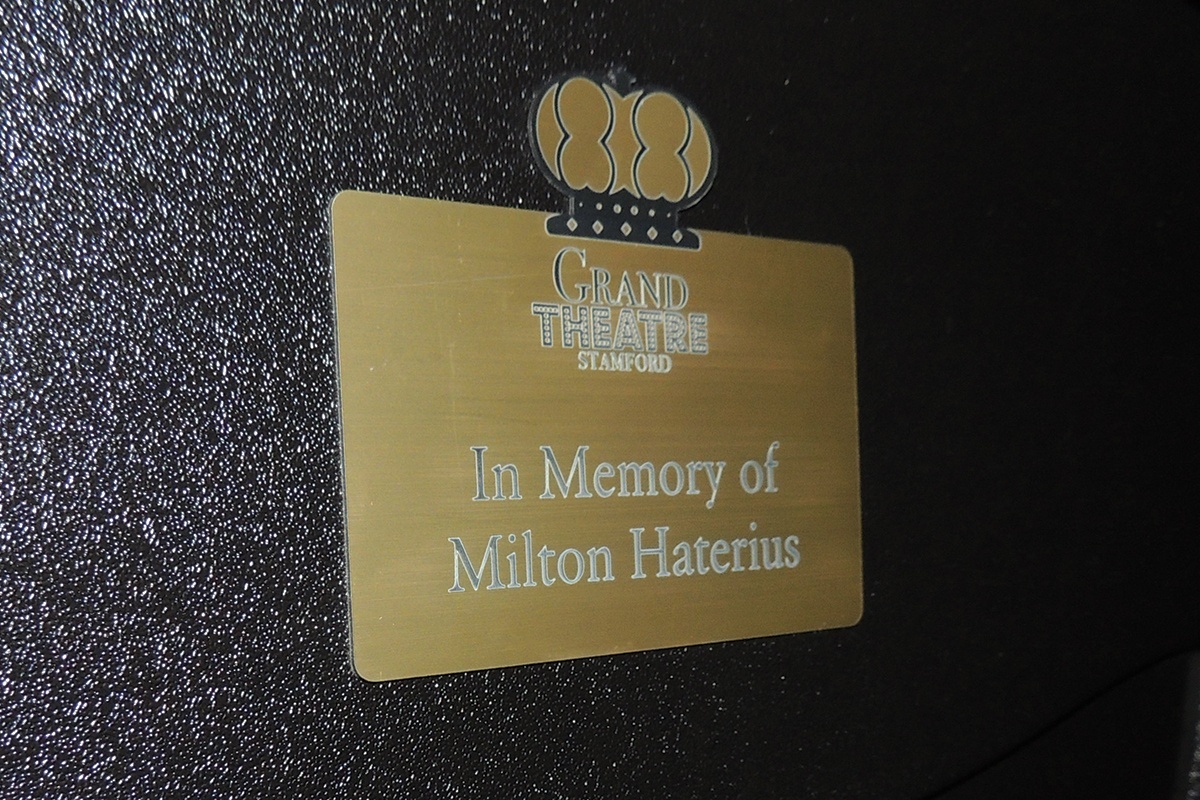 GRAND
THEATRE
STAMFORD
In Memory of
Milton Haterius